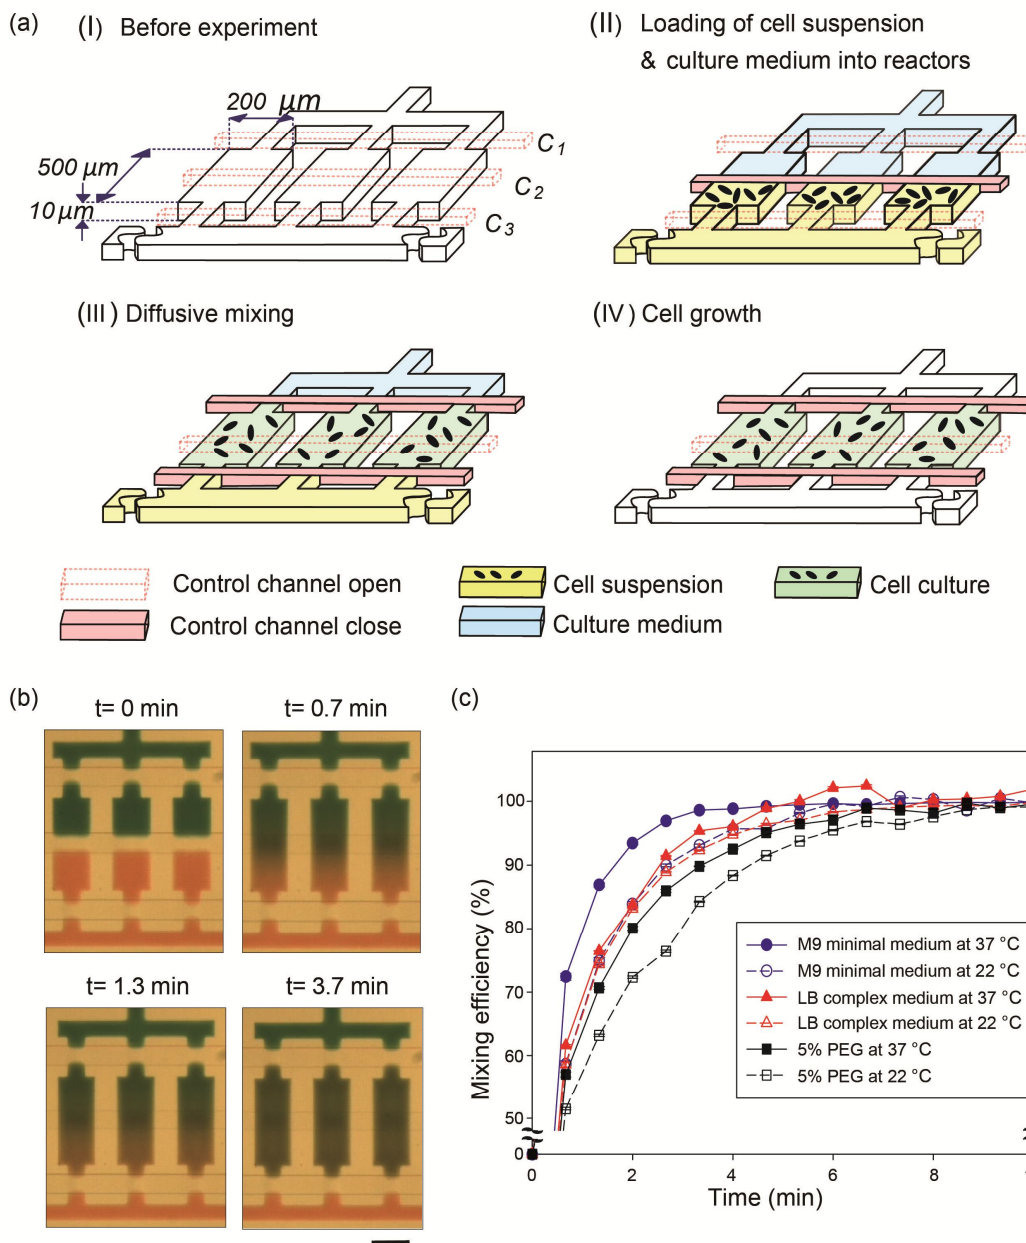 (a)
(I) Before experiment
200 μm
500 μm
10 μm
C1
C2
C3
(II) Loading of cell suspension
& culture medium into reactors
(III) Diffusive mixing
(IV) Cell growth
Control channel open
Cell suspension
Cell culture
Control channel close
Culture medium
(b)
t= 0 min
t= 0.7 min
t= 1.3 min
t= 3.7 min
(c)
Mixing efficiency (%)
100
90
80
70
60
50
0
0
2
4
6
8
Time (min)
M9 minimal medium at 37 °C
M9 minimal medium at 22 °C
LB complex medium at 37 °C
LB complex medium at 22 °C
5% PEG at 37 °C
5% PEG at 22 °C